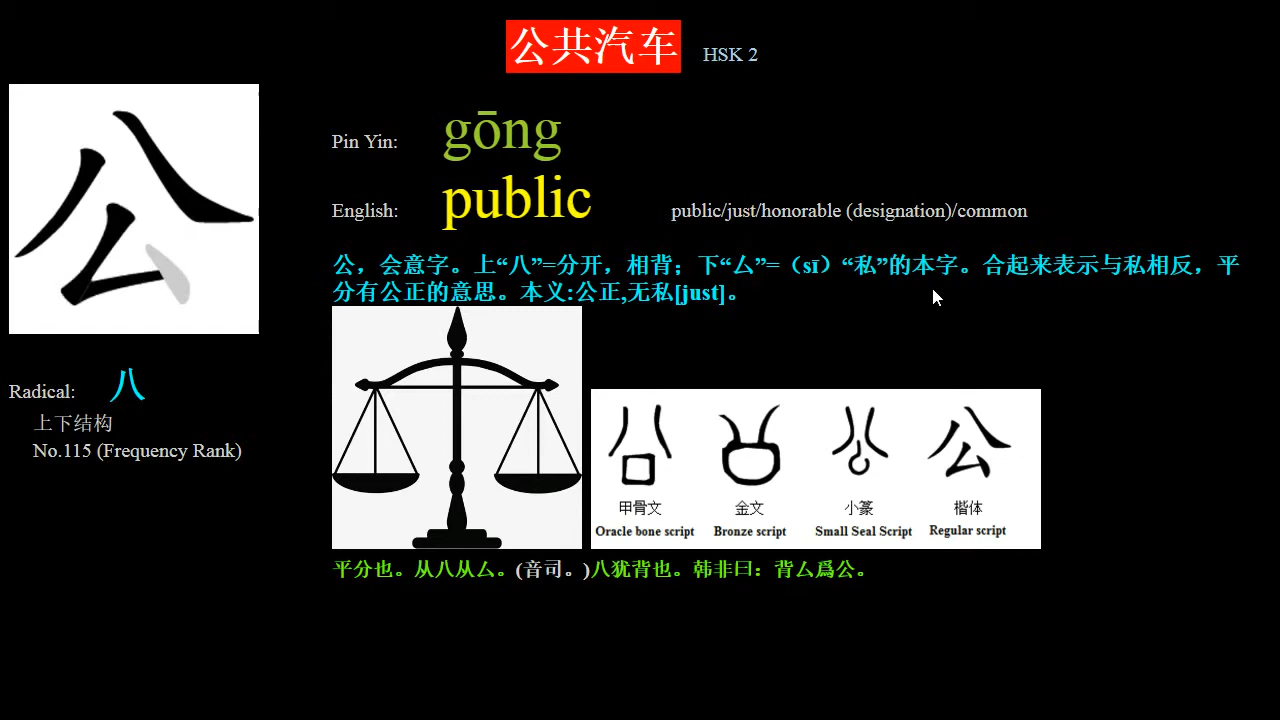 公共汽车 HSK 2
公
Pin Yin: gōng
English: public public/just/honorable (designation)/common
公，会意字。上“八”=分开，相背；下“厶”=（sī）“私”的本字。合起来表示与私相反，平
分有公正的意思。本义:公正,无私[just]。
Radical: 八
上下结构
No.115 (Frequency Rank)
公
甲骨文 金文 小篆 楷体
Oracle bone script Bronze script Small Seal Script Regular script
平分也。从八从厶。(音司。)八犹背也。韩非曰：背厶爲公。